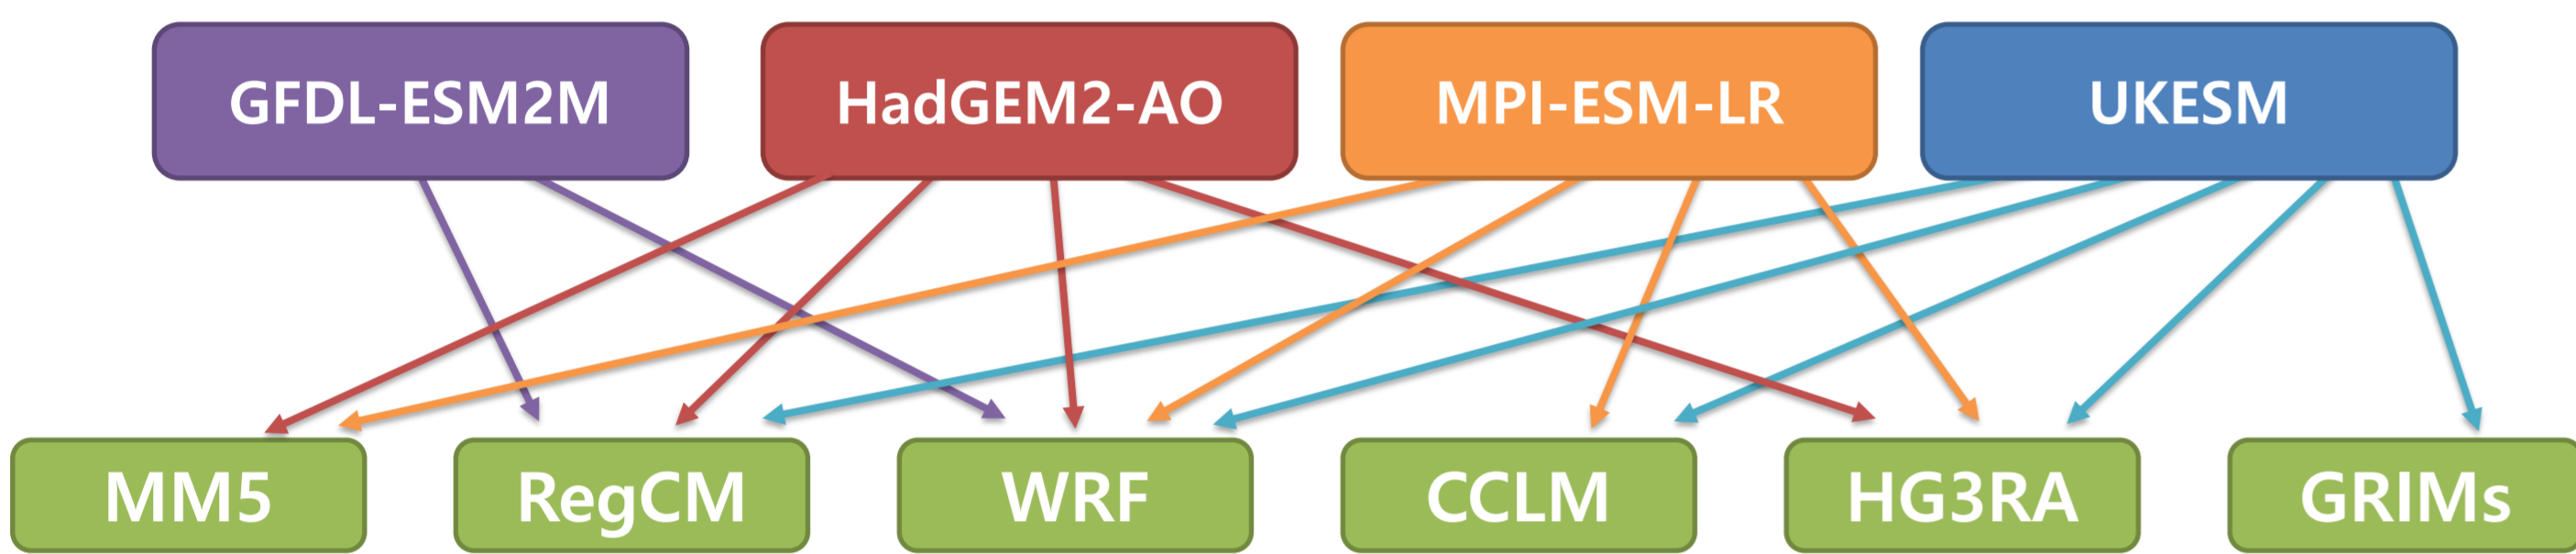 GFDL-ESM2M
HadGEM2-AO
MPI-ESM-LR
UKESM
MM5
RegCM
WRF
CCLM
HG3RA
GRIMs